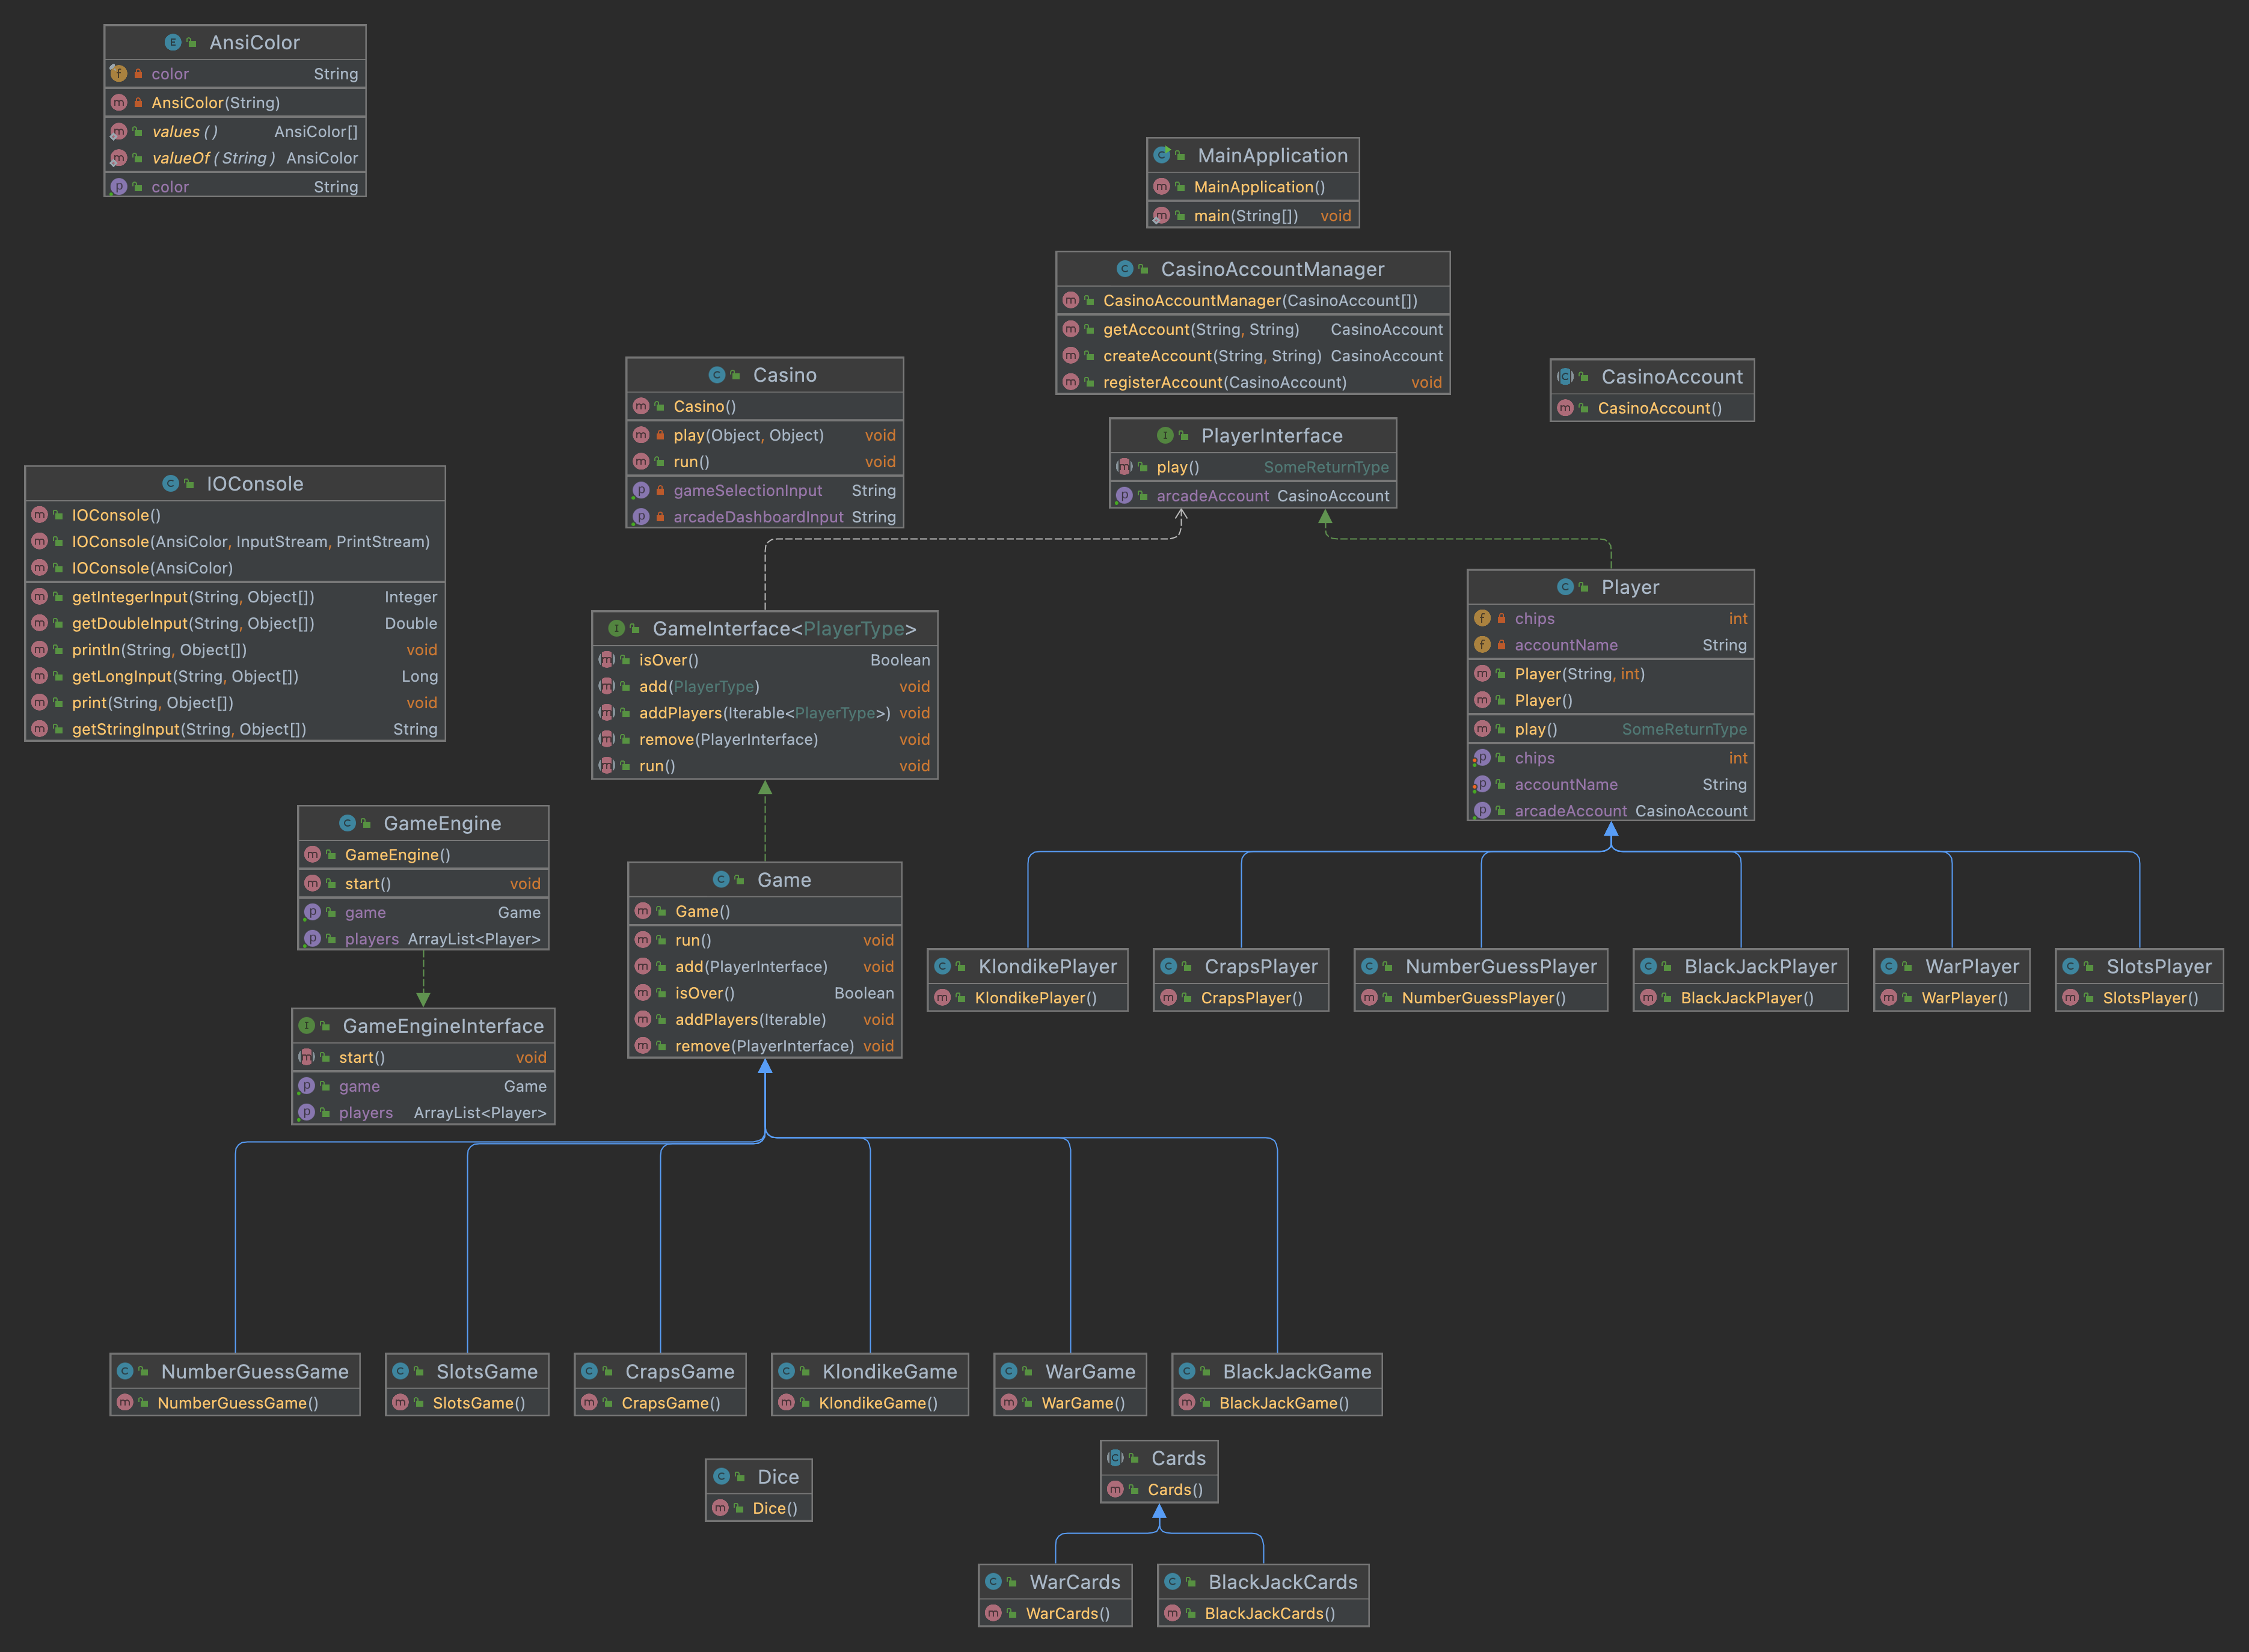 AnsiColor
color String
AnsiColor(String)
values() AnsiColor[]
valueOf(String) AnsiColor
color String
MainApplication
MainApplication()
main(String[]) void
CasinoAccountManager
CasinoAccountManager(CasinoAccount[])
getAccount(String, String) CasinoAccount
createAccount(String, String) CasinoAccount
registerAccount(CasinoAccount) void
Casino
Casino()
play(Object, Object) void
run() void
gameSelectionInput String
arcadeDashboardInput String
CasinoAccount
CasinoAccount()
PlayerInterface
play() SomeReturnType
arcadeAccount CasinoAccount
IOConsole
IOConsole()
IOConsole(AnsiColor, InputStream, PrintStream)
IOConsole(AnsiColor)
getIntegerInput(String, Object[]) Integer
getDoubleInput(String, Object[]) Double
println(String, Object[]) void
getLongInput(String, Object[]) Long
print(String, Object[]) void
getStringInput(String, Object[]) String
GameInterface<PlayerType>
isOver() Boolean
add(PlayerType) void
addPlayers(Iterable<PlayerType>) void
remove(PlayerInterface) void
run() void
Player
chips int
accountName String
Player(String, int)
Player()
play() SomeReturnType
chips int
accountName String
arcadeAccount CasinoAccount
GameEngine
GameEngine()
start() void
game Game
players ArrayList<Player>
Game
Game()
run() void
add(PlayerInterface) void
isOver() Boolean
addPlayers(Iterable) void
remove(PlayerInterface) void
KlondikePlayer
KlondikePlayer()
CrapsPlayer
CrapsPlayer()
NumberGuessPlayer
NumberGuessPlayer()
BlackJackPlayer
BlackJackPlayer()
WarPlayer
WarPlayer()
SlotsPlayer
SlotsPlayer()
GameEngineInterface
start() void
game Game
players ArrayList<Player>
NumberGuessGame
NumberGuessGame()
SlotsGame
SlotsGame()
CrapsGame
CrapsGame()
KlondikeGame
KlondikeGame()
WarGame
WarGame()
BlackJackGame
BlackJackGame()
Dice
Dice()
Cards
Cards()
WarCards
WarCards()
BlackJackCards
BlackJackCards()